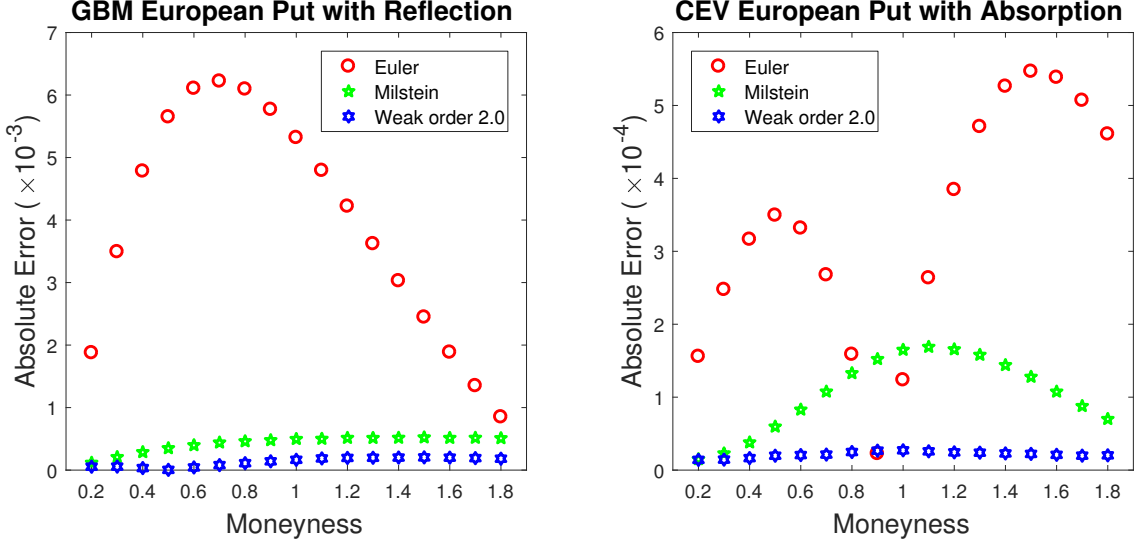 GBM European Put with Reflection
7
6
5
4
3
2
1
0
Absolute Error ( ×10^-3)
Euler
Milstein
Weak order 2.0
0.2 0.4 0.6 0.8 1 1.2 1.4 1.6 1.8
Moneyness
CEV European Put with Absorption
6
5
4
3
2
1
0
Absolute Error ( ×10^-4)
Euler
Milstein
Weak order 2.0
0.2 0.4 0.6 0.8 1 1.2 1.4 1.6 1.8
Moneyness